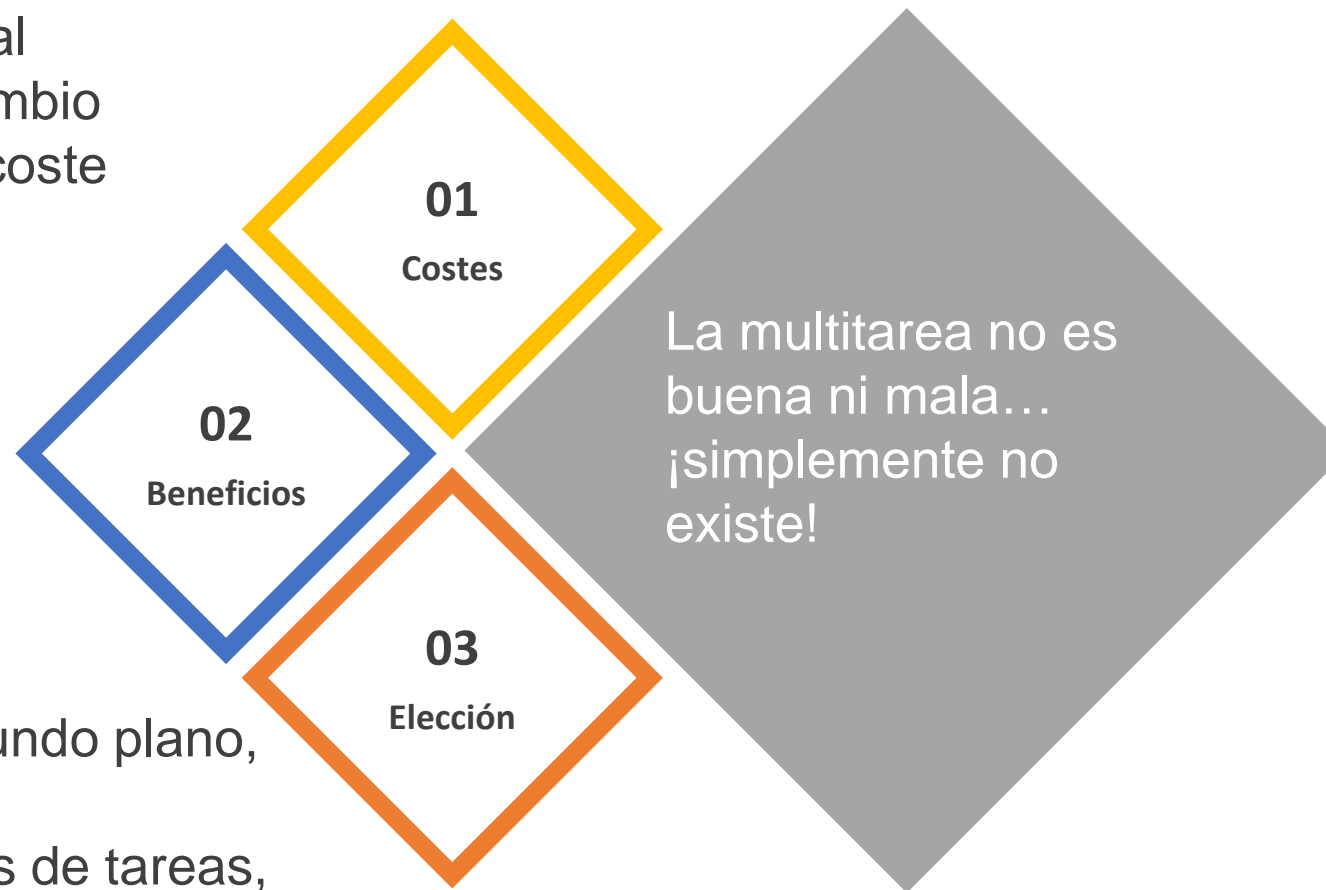 al
mbio
coste
01
Costes
02
Beneficios
La multitarea no es
buena ni mala…
¡simplemente no
existe!
03
Elección
undo plano,
s de tareas,